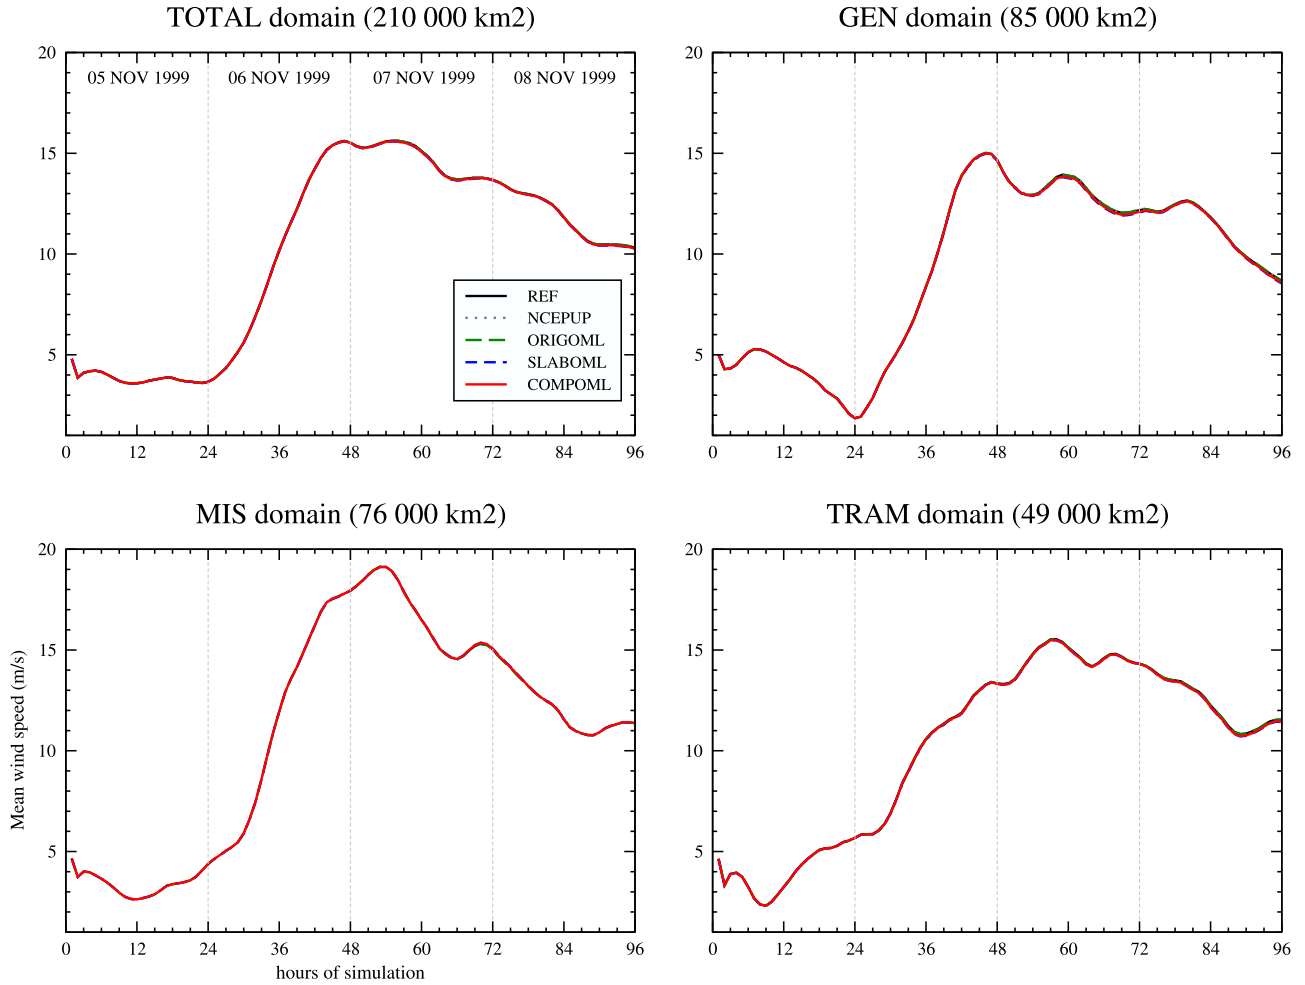 TOTAL domain (210 000 km2)
20
15
10
5
05 NOV 1999
06 NOV 1999
07 NOV 1999
08 NOV 1999
REF
NCEPUP
ORIGOML
SLABOML
COMPOML
0 12 24 36 48 60 72 84 96
GEN domain (85 000 km2)
20
15
10
5
0 12 24 36 48 60 72 84 96
MIS domain (76 000 km2)
Mean wind speed (m/s)
20
15
10
5
0 12 24 36 48 60 72 84 96
hours of simulation
TRAM domain (49 000 km2)
20
15
10
5
0 12 24 36 48 60 72 84 96